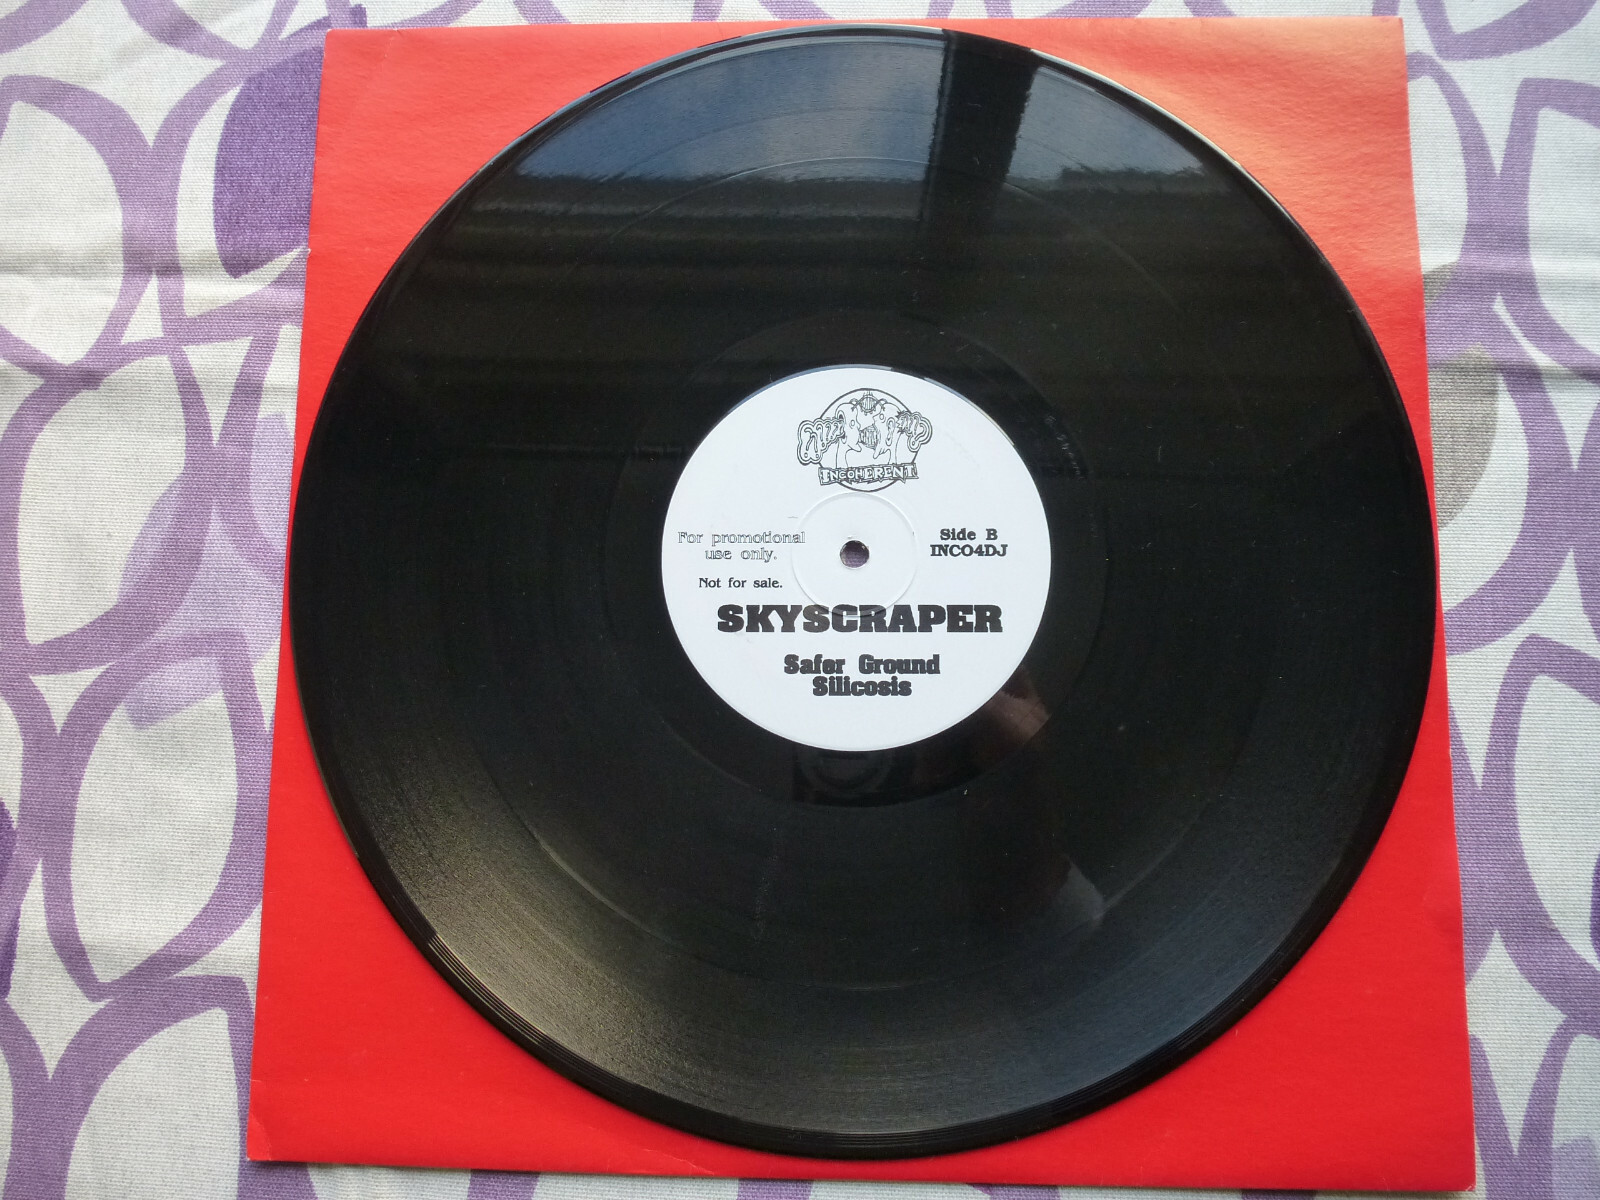 INCOHERENT
For promotional
use only.
Side B
INCO4DJ
Not for sale.
SKYSCRAPER
Safer Ground
Silicosis